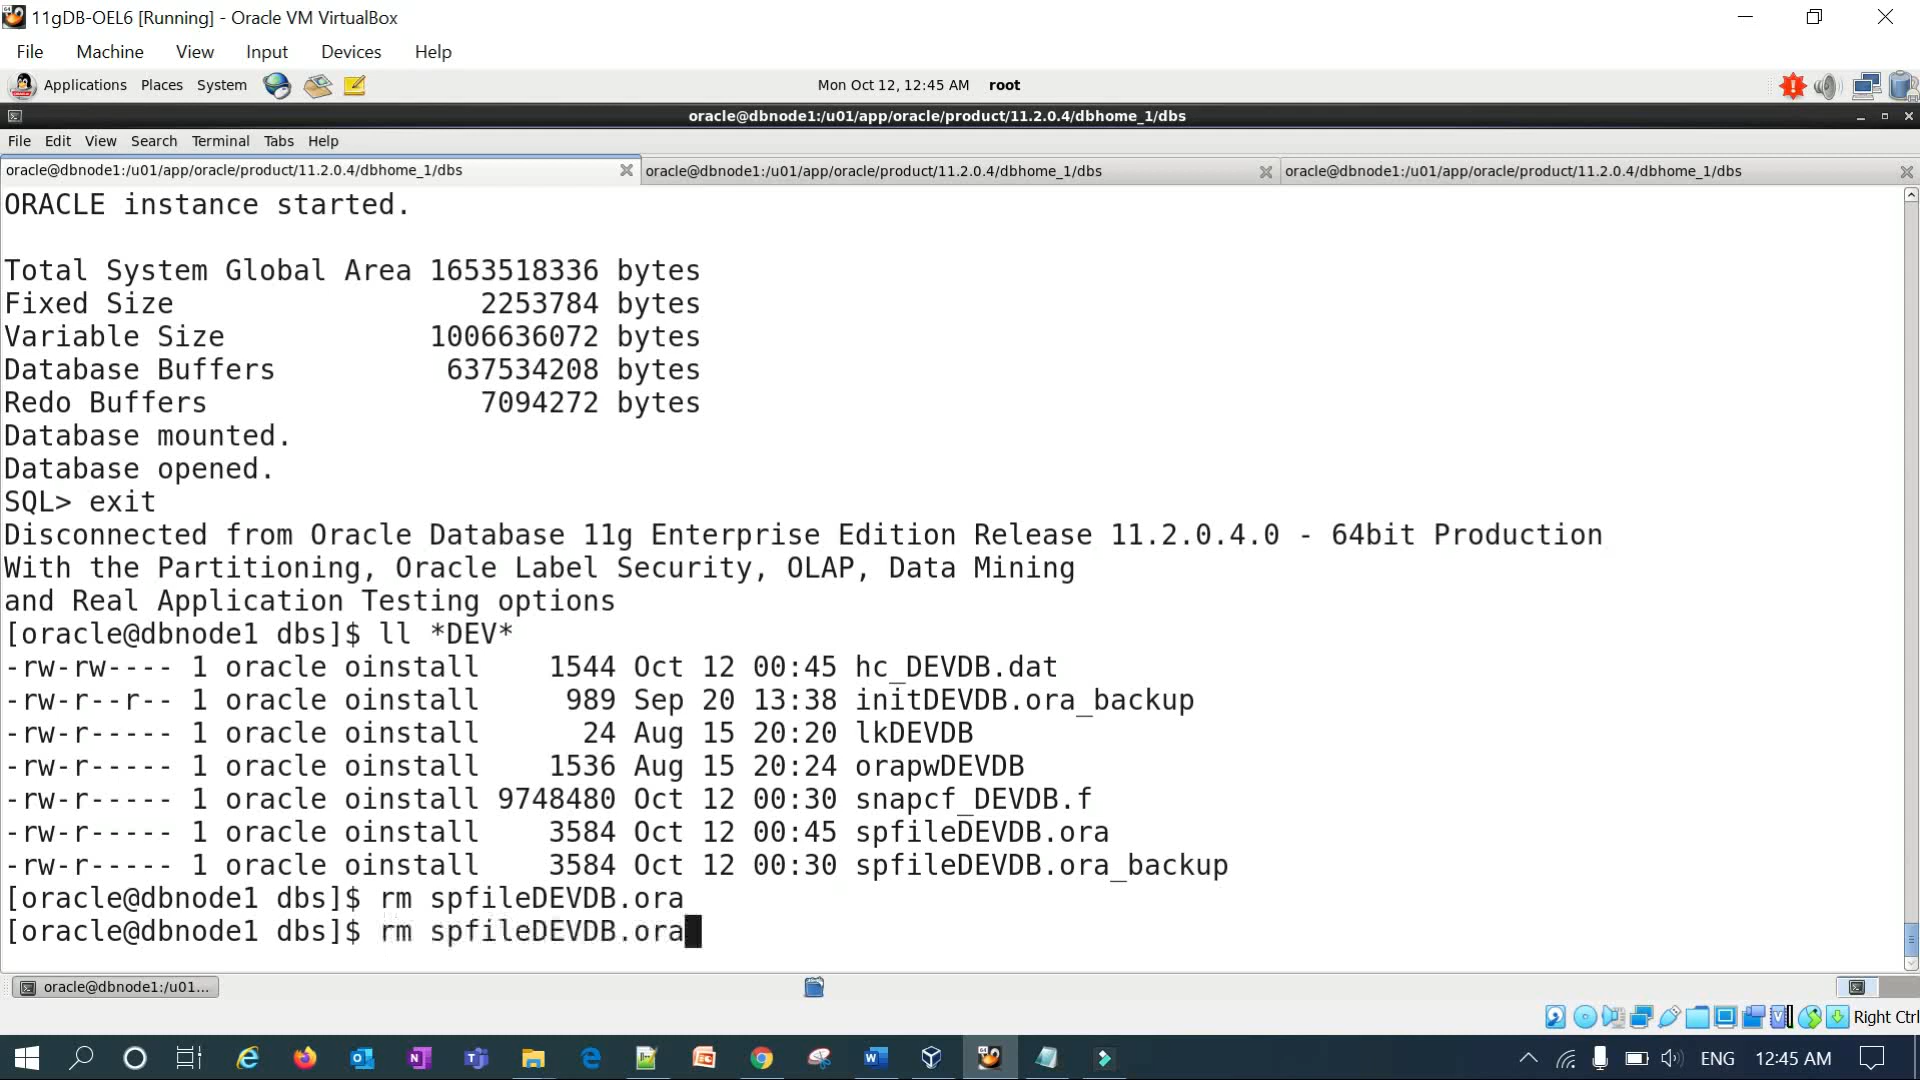 11gDB-OEL6 [Running] - Oracle VM VirtualBox
File Machine View Input Devices Help
Applications Places System Mon Oct 12, 12:45 AM root
oracle@dbnode1:/u01/app/oracle/product/11.2.0.4/dbhome_1/dbs
File Edit View Search Terminal Tabs Help
oracle@dbnode1:/u01/app/oracle/product/11.2.0.4/dbhome_1/dbs oracle@dbnode1:/u01/app/oracle/product/11.2.0.4/dbhome_1/dbs oracle@dbnode1:/u01/app/oracle/product/11.2.0.4/dbhome_1/dbs
ORACLE instance started.
Total System Global Area 1653518336 bytes
Fixed Size 2253784 bytes
Variable Size 1006636072 bytes
Database Buffers 637534208 bytes
Redo Buffers 7094272 bytes
Database mounted.
Database opened.
SQL> exit
Disconnected from Oracle Database 11g Enterprise Edition Release 11.2.0.4.0 - 64bit Production
With the Partitioning, Oracle Label Security, OLAP, Data Mining
and Real Application Testing options
[oracle@dbnode1 dbs]$ ll *DEV*
-rw-rw---- 1 oracle oinstall 1544 Oct 12 00:45 hc_DEVDB.dat
-rw-r--r-- 1 oracle oinstall 989 Sep 20 13:38 initDEVDB.ora_backup
-rw-r----- 1 oracle oinstall 24 Aug 15 20:20 lkDEVDB
-rw-r----- 1 oracle oinstall 1536 Aug 15 20:24 orapwDEVDB
-rw-r----- 1 oracle oinstall 9748480 Oct 12 00:30 snapcf_DEVDB.f
-rw-r----- 1 oracle oinstall 3584 Oct 12 00:45 spfileDEVDB.ora
-rw-r----- 1 oracle oinstall 3584 Oct 12 00:30 spfileDEVDB.ora_backup
[oracle@dbnode1 dbs]$ rm spfileDEVDB.ora
[oracle@dbnode1 dbs]$ rm spfileDEVDB.ora
oracle@dbnode1:/u01...
Right Ctrl
ENG 12:45 AM